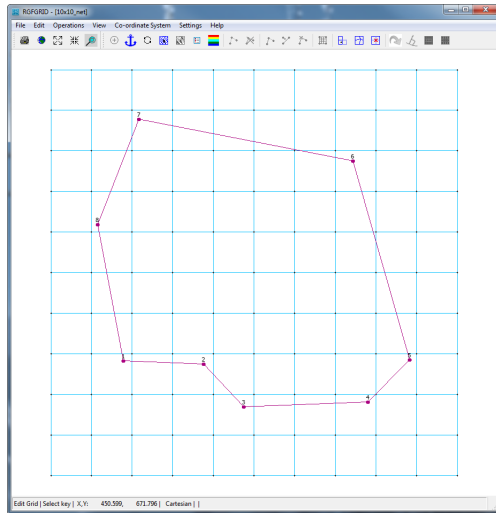 RGFGRID - [10x10_net]
File Edit Operations View Co-ordinate System Settings Help
7
6
8
1
2
5
3
4
Edit Grid | Select key | X,Y: 450.599, 671.796 | Cartesian | |